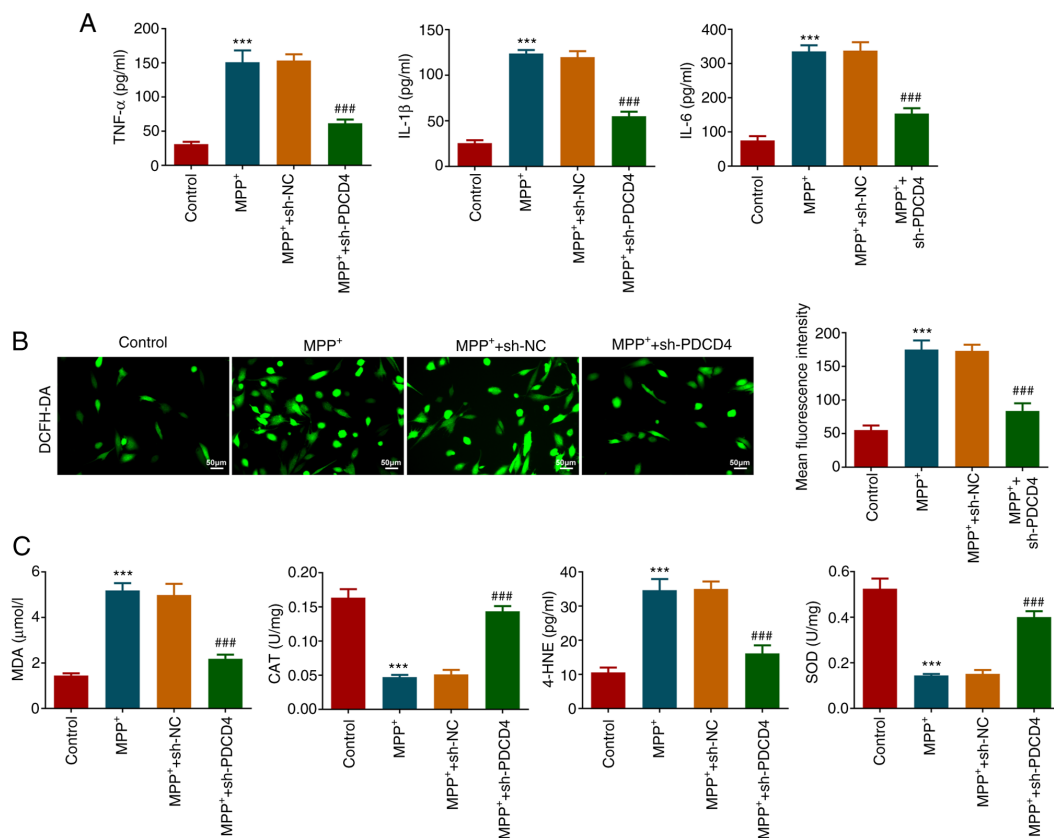 A
TNF-α (pg/ml)
200
150
100
50
0
***
###
Control
MPP+
MPP++sh-NC
MPP++sh-PDCD4
IL-1β (pg/ml)
150
100
50
0
***
###
Control
MPP+
MPP++sh-NC
MPP++sh-PDCD4
IL-6 (pg/ml)
400
300
200
100
0
***
###
Control
MPP+
MPP++sh-NC
MPP++
sh-PDCD4
B
Control
MPP+
MPP++sh-NC
MPP++sh-PDCD4
DCFH-DA
50μm
50μm
50μm
50μm
Mean fluorescence intensity
200
150
100
50
0
***
###
Control
MPP+
MPP++sh-NC
MPP++
sh-PDCD4
C
MDA (μmol/l
6
4
2
0
***
###
Control
MPP+
MPP++sh-NC
MPP++sh-PDCD4
CAT (U/mg)
0.20
0.15
0.10
0.05
0.00
***
###
Control
MPP+
MPP++sh-NC
MPP++sh-PDCD4
4-HNE (pg/ml)
60
40
20
0
***
###
Control
MPP+
MPP++sh-NC
MPP++sh-PDCD4
SOD (U/mg)
0.6
0.4
0.2
0.0
***
###
Control
MPP+
MPP++sh-NC
MPP++sh-PDCD4